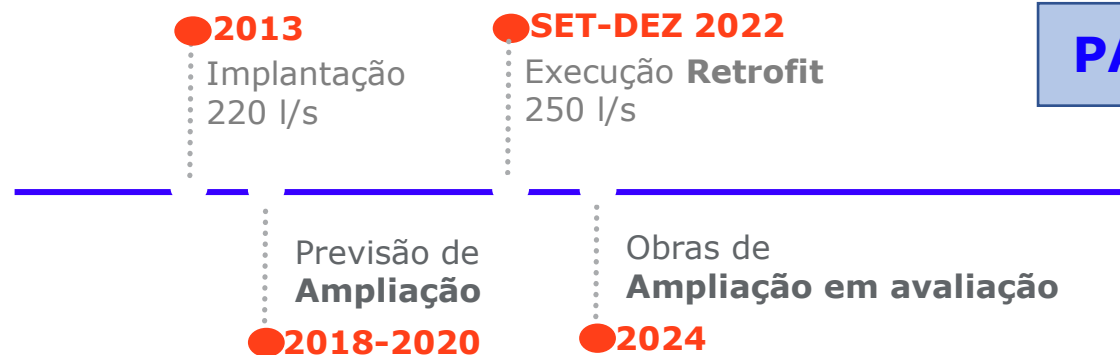 2013
Implantação
220 l/s
SET-DEZ 2022
Execução Retrofit
250 l/s
Previsão de
Ampliação
2018-2020
Obras de
Ampliação em avaliação
2024